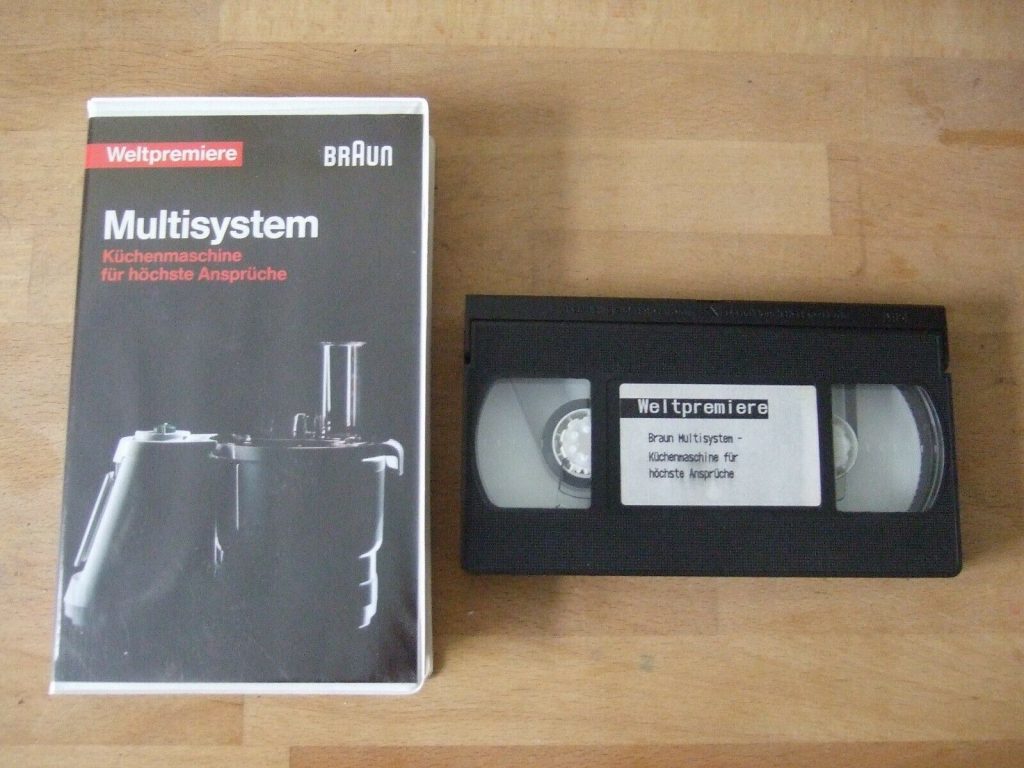 Weltpremiere
BRAUN
Multisystem
Küchenmaschine
für höchste Ansprüche
Weltpremiere
Braun Multisystem -
Küchenmaschine für
höchste Ansprüche